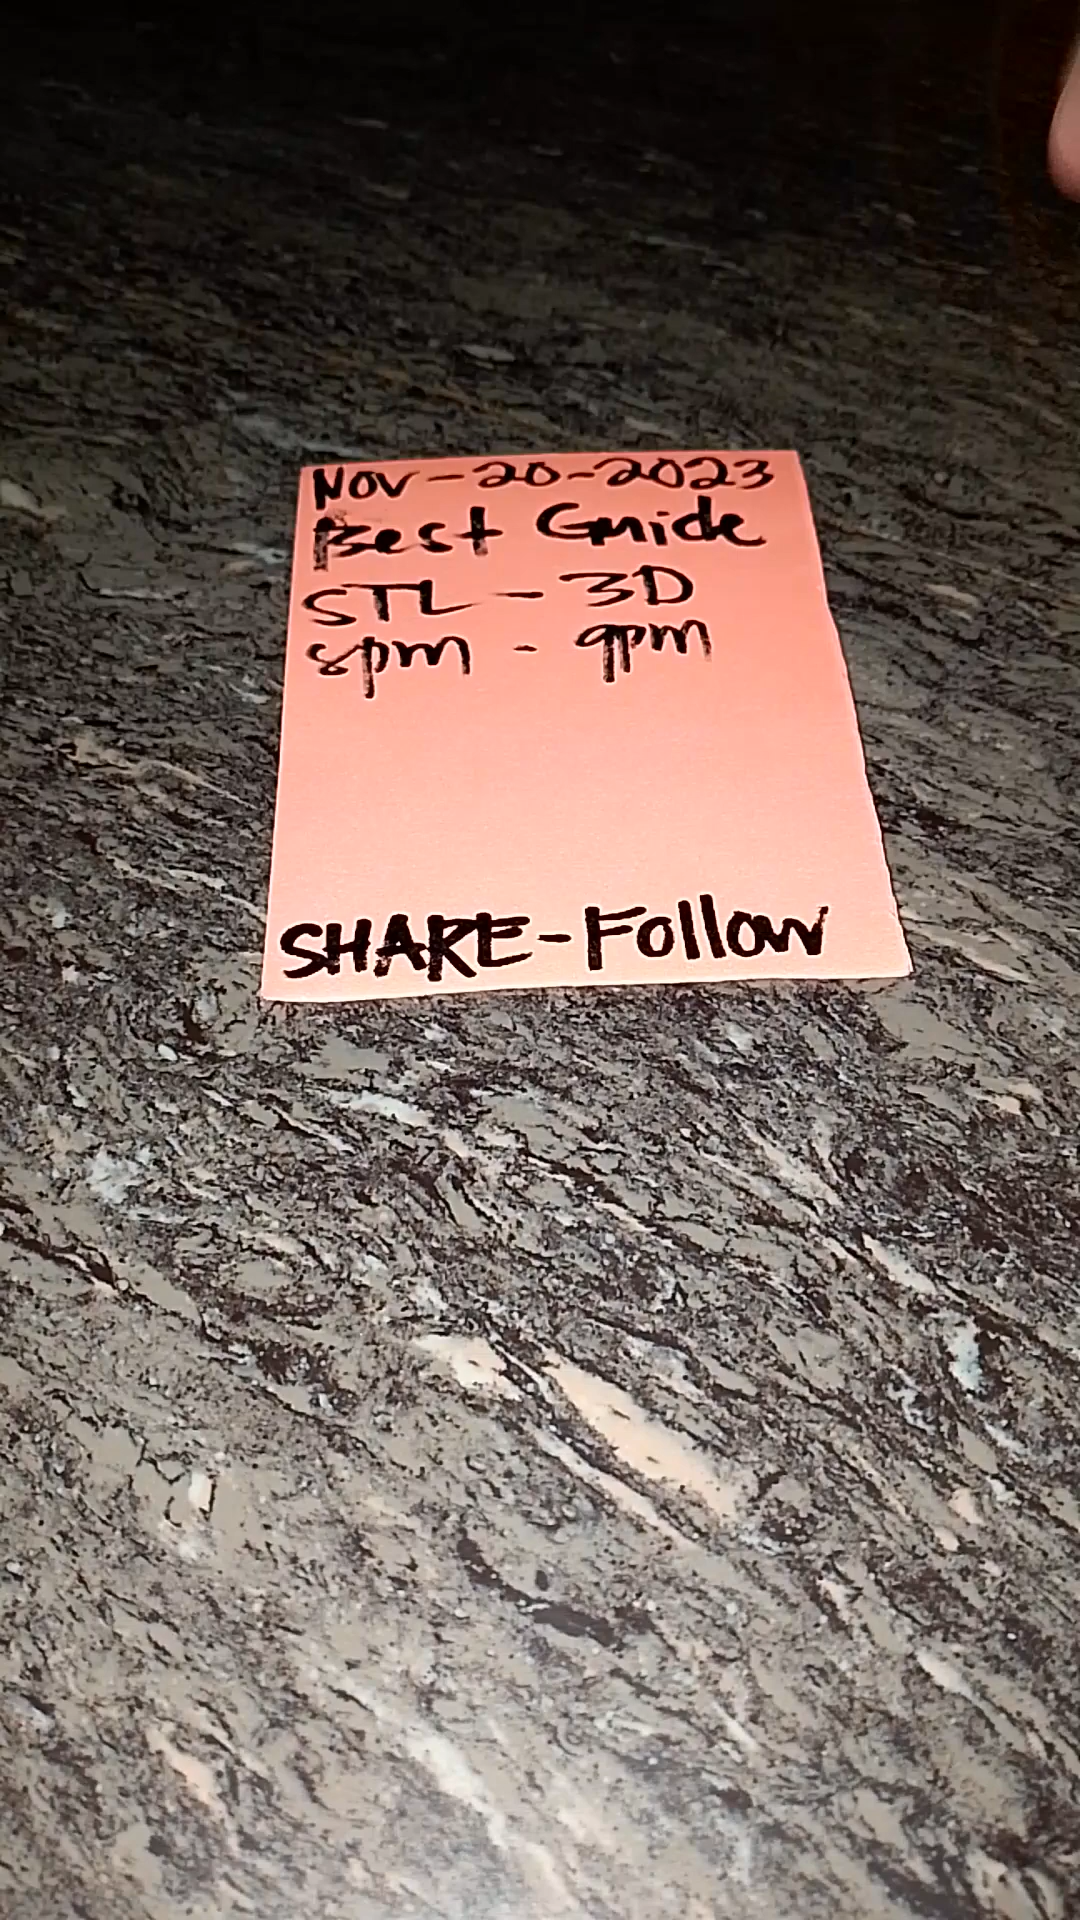 Nov-20-2023
Best Guide
STL - 3D
8pm - 9pm
SHARE-Follow